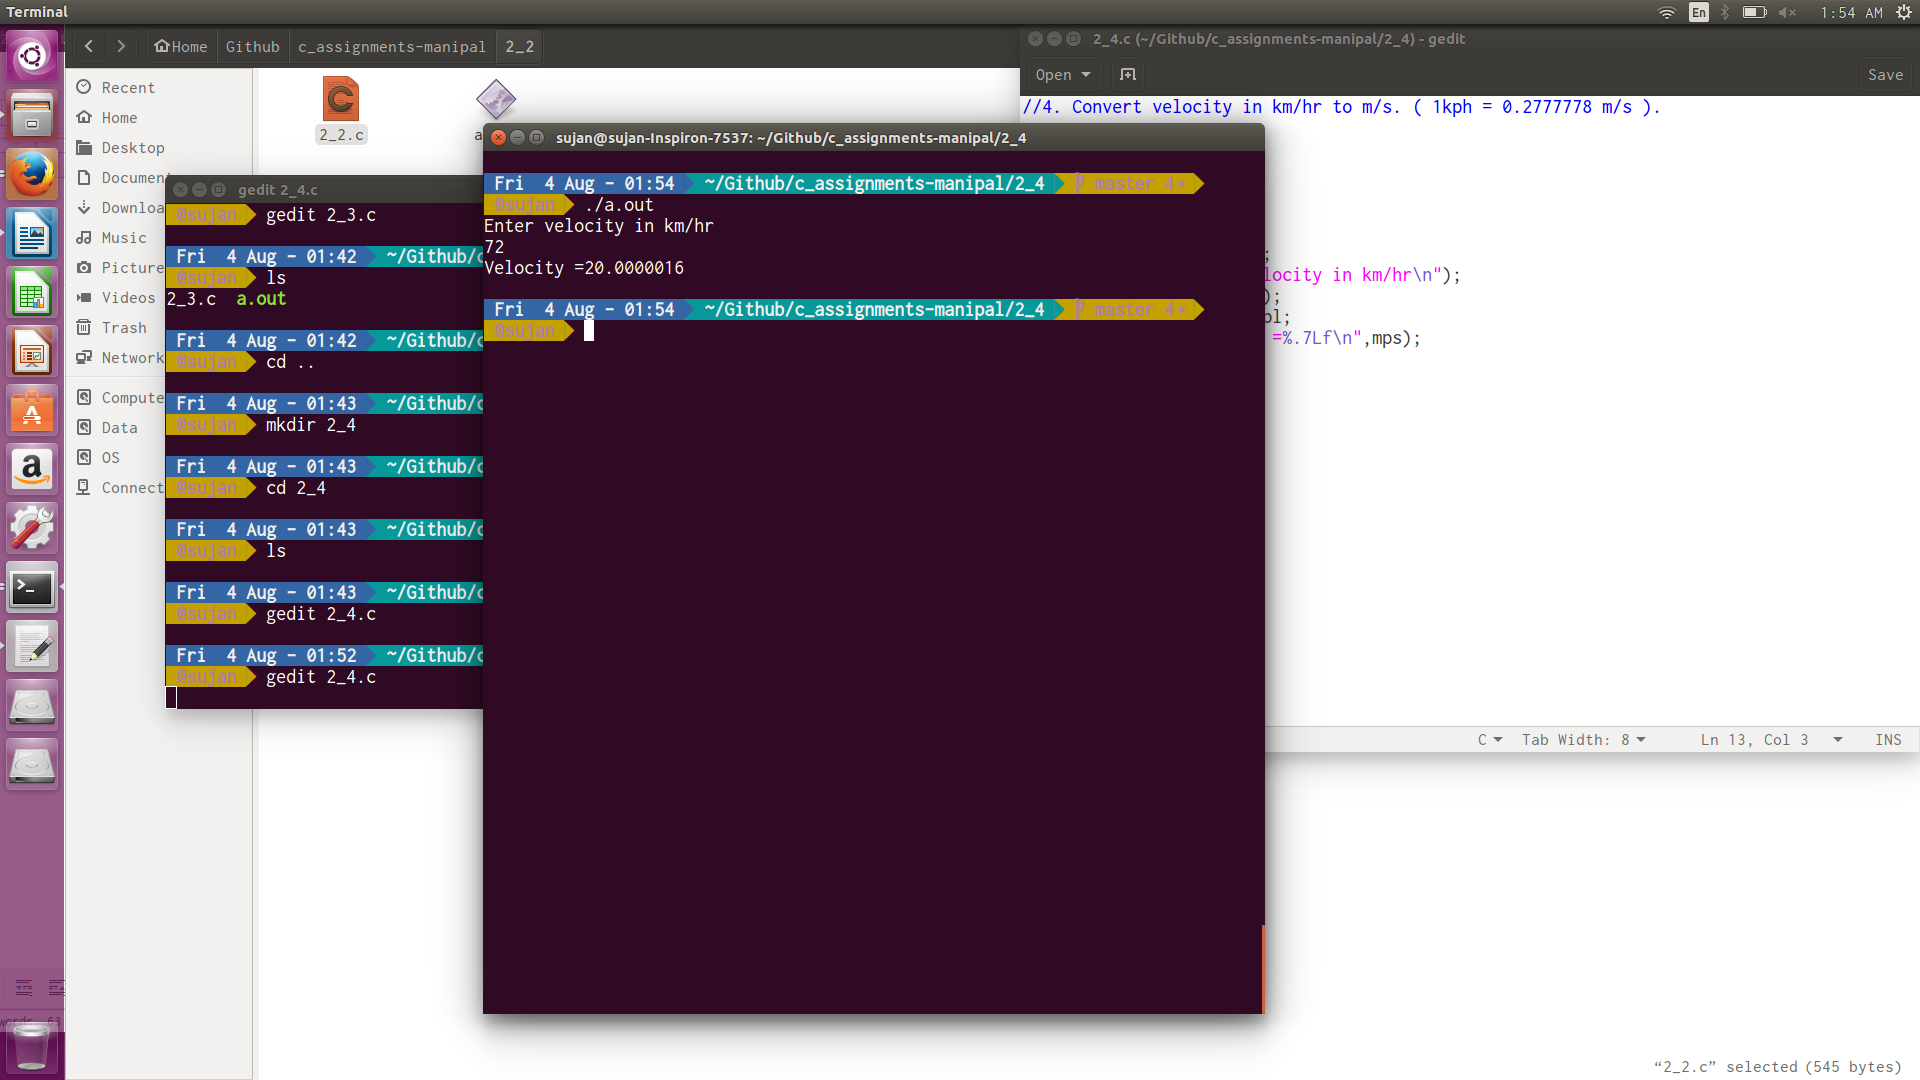 Terminal
En
1:54 AM
Home Github c_assignments-manipal 2_2
Recent
Home
Desktop
Music
Videos
Trash
Network
Data
OS
2_2.c
gedit 2_4.c
@sujan gedit 2_3.c
Fri 4 Aug - 01:42 ~/Github/c
@sujan ls
2_3.c a.out
Fri 4 Aug - 01:42 ~/Github/c
@sujan cd ..
Fri 4 Aug - 01:43 ~/Github/c
@sujan mkdir 2_4
Fri 4 Aug - 01:43 ~/Github/c
@sujan cd 2_4
Fri 4 Aug - 01:43 ~/Github/c
@sujan ls
Fri 4 Aug - 01:43 ~/Github/c
@sujan gedit 2_4.c
Fri 4 Aug - 01:52 ~/Github/c
@sujan gedit 2_4.c
sujan@sujan-Inspiron-7537: ~/Github/c_assignments-manipal/2_4
Fri 4 Aug - 01:54 ~/Github/c_assignments-manipal/2_4 master 4*
@sujan ./a.out
Enter velocity in km/hr
72
Velocity =20.0000016
Fri 4 Aug - 01:54 ~/Github/c_assignments-manipal/2_4 master 4*
@sujan
2_4.c (~/Github/c_assignments-manipal/2_4) - gedit
Open Save
//4. Convert velocity in km/hr to m/s. ( 1kph = 0.2777778 m/s ).
;
locity in km/hr\n");
);
ol;
=%.7Lf\n",mps);
C Tab Width: 8 Ln 13, Col 3 INS
“2_2.c” selected (545 bytes)